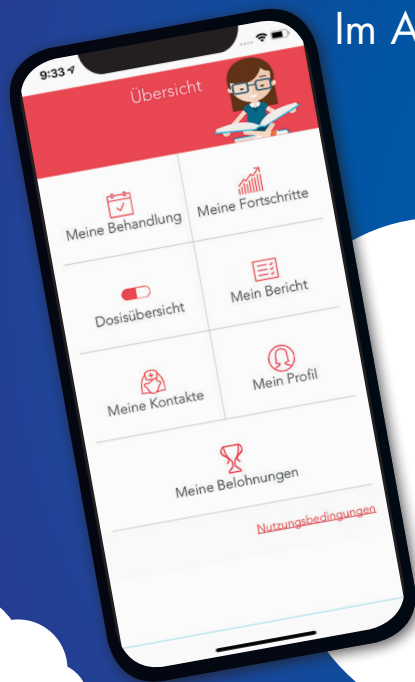 Im A
9:33
Übersicht
Meine Behandlung
Meine Fortschritte
Dosisübersicht
Mein Bericht
Meine Kontakte
Mein Profil
Meine Belohnungen
Nutzungsbedingungen